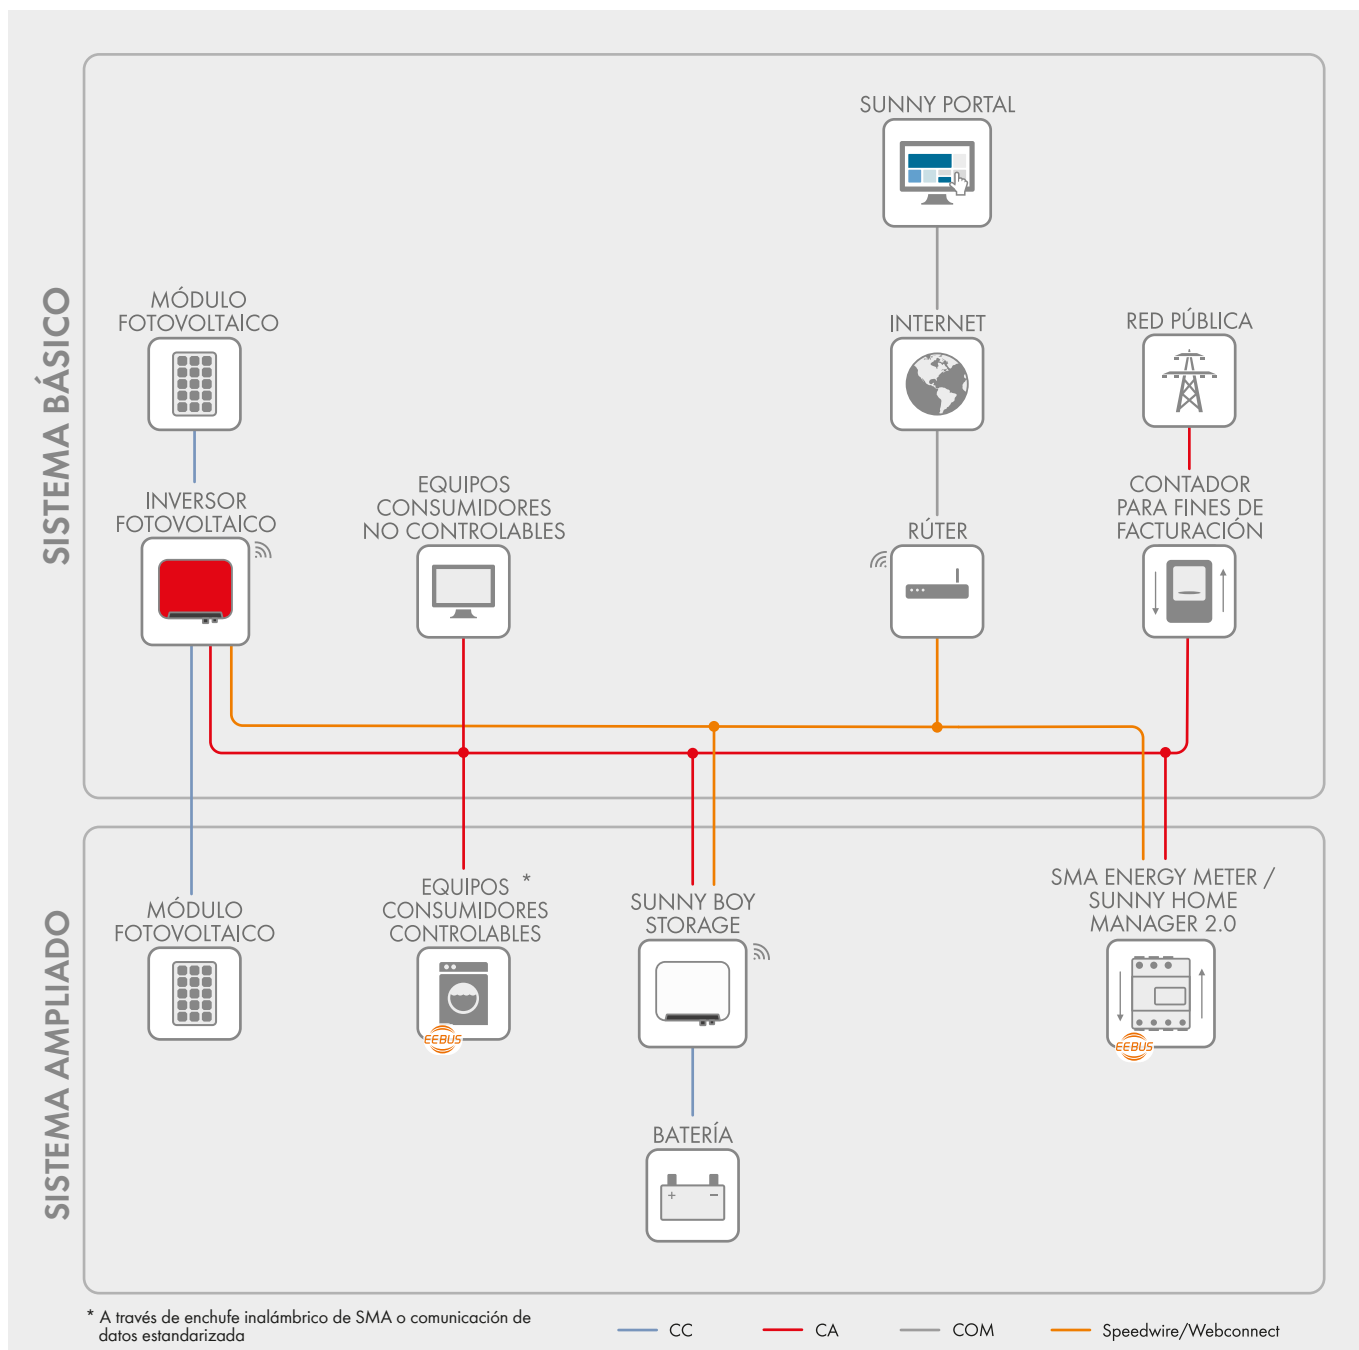 SISTEMA BÁSICO
SUNNY PORTAL
MÓDULO
FOTOVOLTAICO
INTERNET
RED PÚBLICA
INVERSOR
FOTOVOLTAICO
EQUIPOS
CONSUMIDORES
NO CONTROLABLES
RÚTER
CONTADOR
PARA FINES DE
FACTURACIÓN
SISTEMA AMPLIADO
MÓDULO
FOTOVOLTAICO
EQUIPOS *
CONSUMIDORES
CONTROLABLES
EEBUS
SUNNY BOY
STORAGE
SMA ENERGY METER /
SUNNY HOME
MANAGER 2.0
EEBUS
BATERÍA
+ −
* A través de enchufe inalámbrico de SMA o comunicación de
datos estandarizada
CC
CA
COM
Speedwire/Webconnect